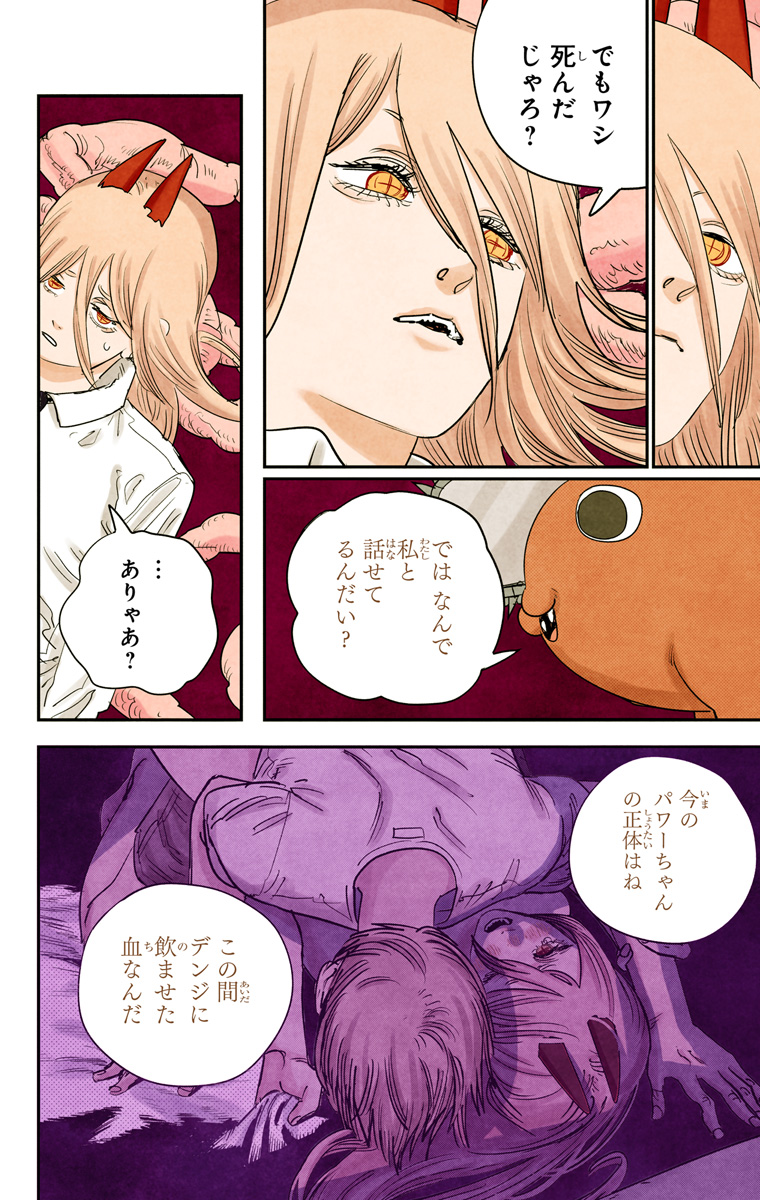 でもワシ
死んだ
じゃろ?
では なんで
私と
話せて
るんだい?
…
ありゃあ?
今の
パワーちゃん
の正体はね
この間
デンジに
飲ませた
血なんだ